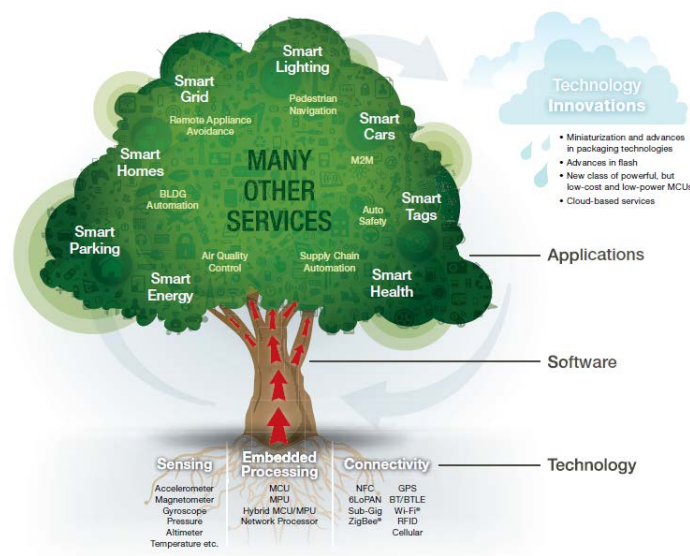 Smart
Lighting
Smart
Grid
Pedestrian
Navigation
Remote Appliance
Avoidance
Smart
Cars
Smart
Homes
MANY
OTHER
SERVICES
M2M
BLDG
Automation
Smart
Tags
Auto
Safety
Smart
Parking
Air Quality
Control
Supply Chain
Automation
Smart
Energy
Smart
Health
Technology
Innovations
• Miniaturization and advances
in packaging technologies
• Advances in flash
• New class of powerful, but
low-cost and low-power MCUs
• Cloud-based services
Applications
Software
Technology
Sensing
Accelerometer
Magnetometer
Gyroscope
Pressure
Altimeter
Temperature etc.
Embedded
Processing
MCU
MPU
Hybrid MCU/MPU
Network Processor
Connectivity
NFC
6LoPAN
Sub-Gig
ZigBee®
GPS
BT/BTLE
Wi-Fi®
RFID
Cellular